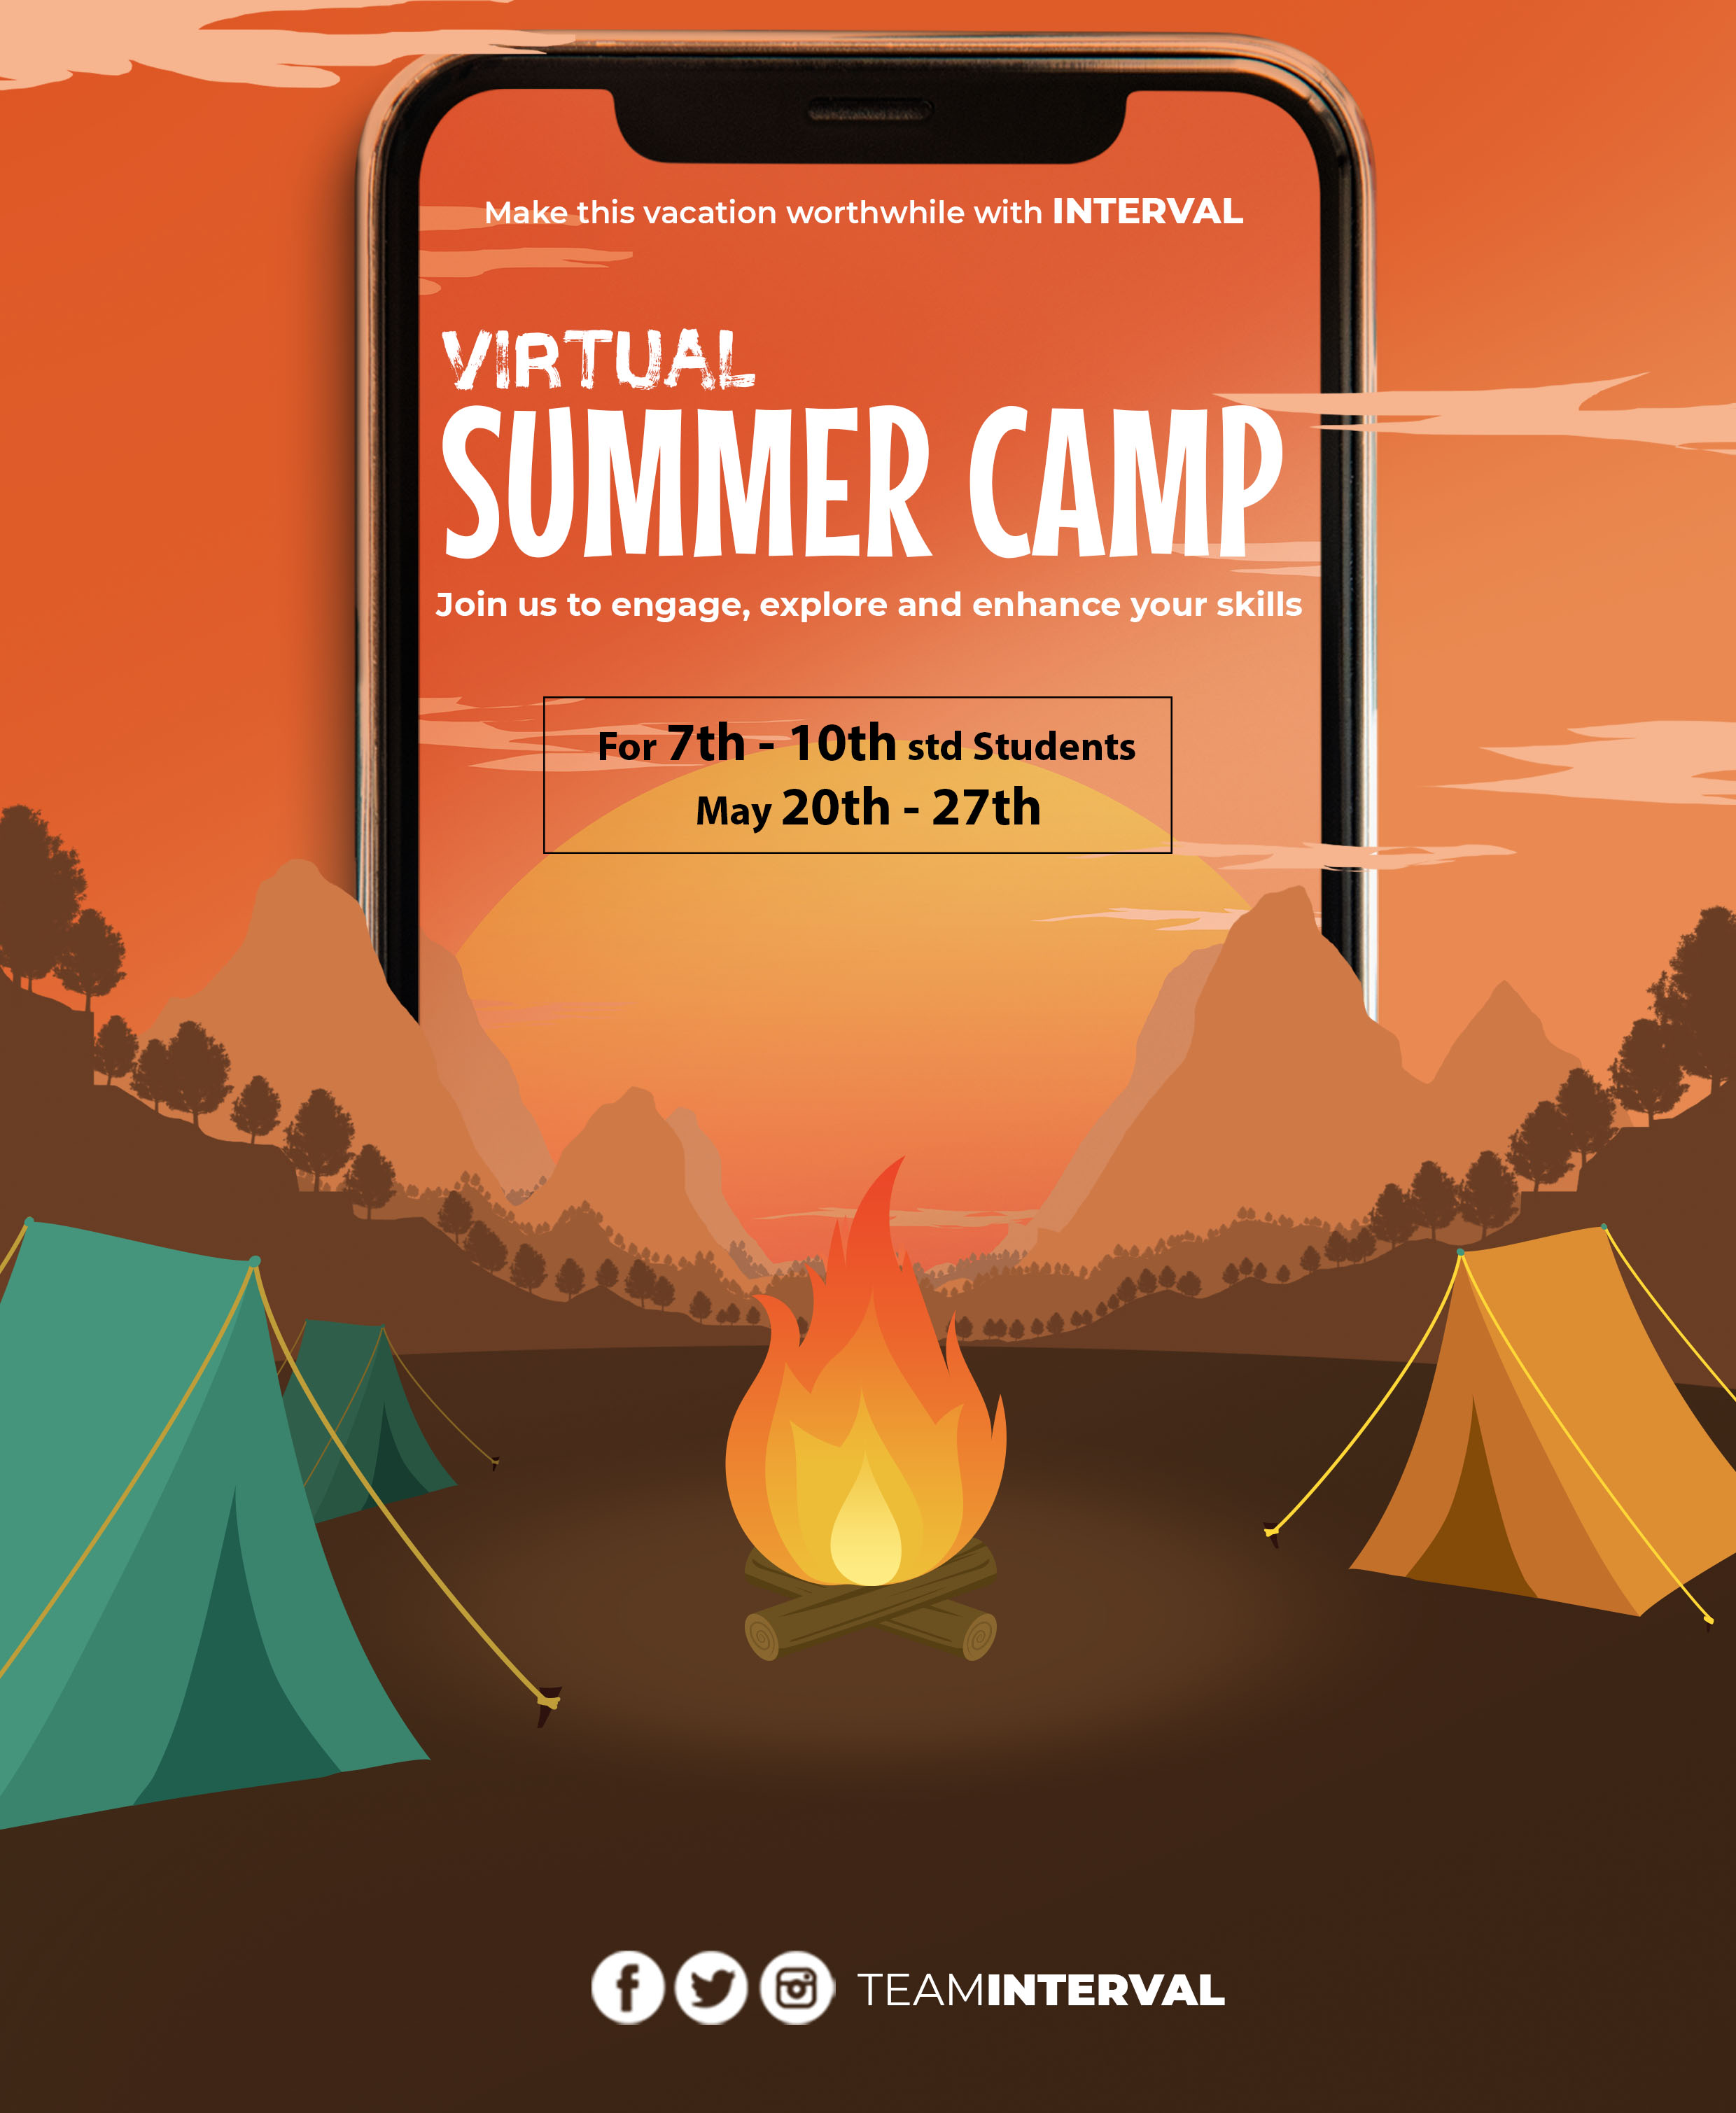 Make this vacation worthwhile with INTERVAL
VIRTUAL
SUMMER CAMP
Join us to engage, explore and enhance your skills
For 7th - 10th std Students
May 20th - 27th
TEAMINTERVAL